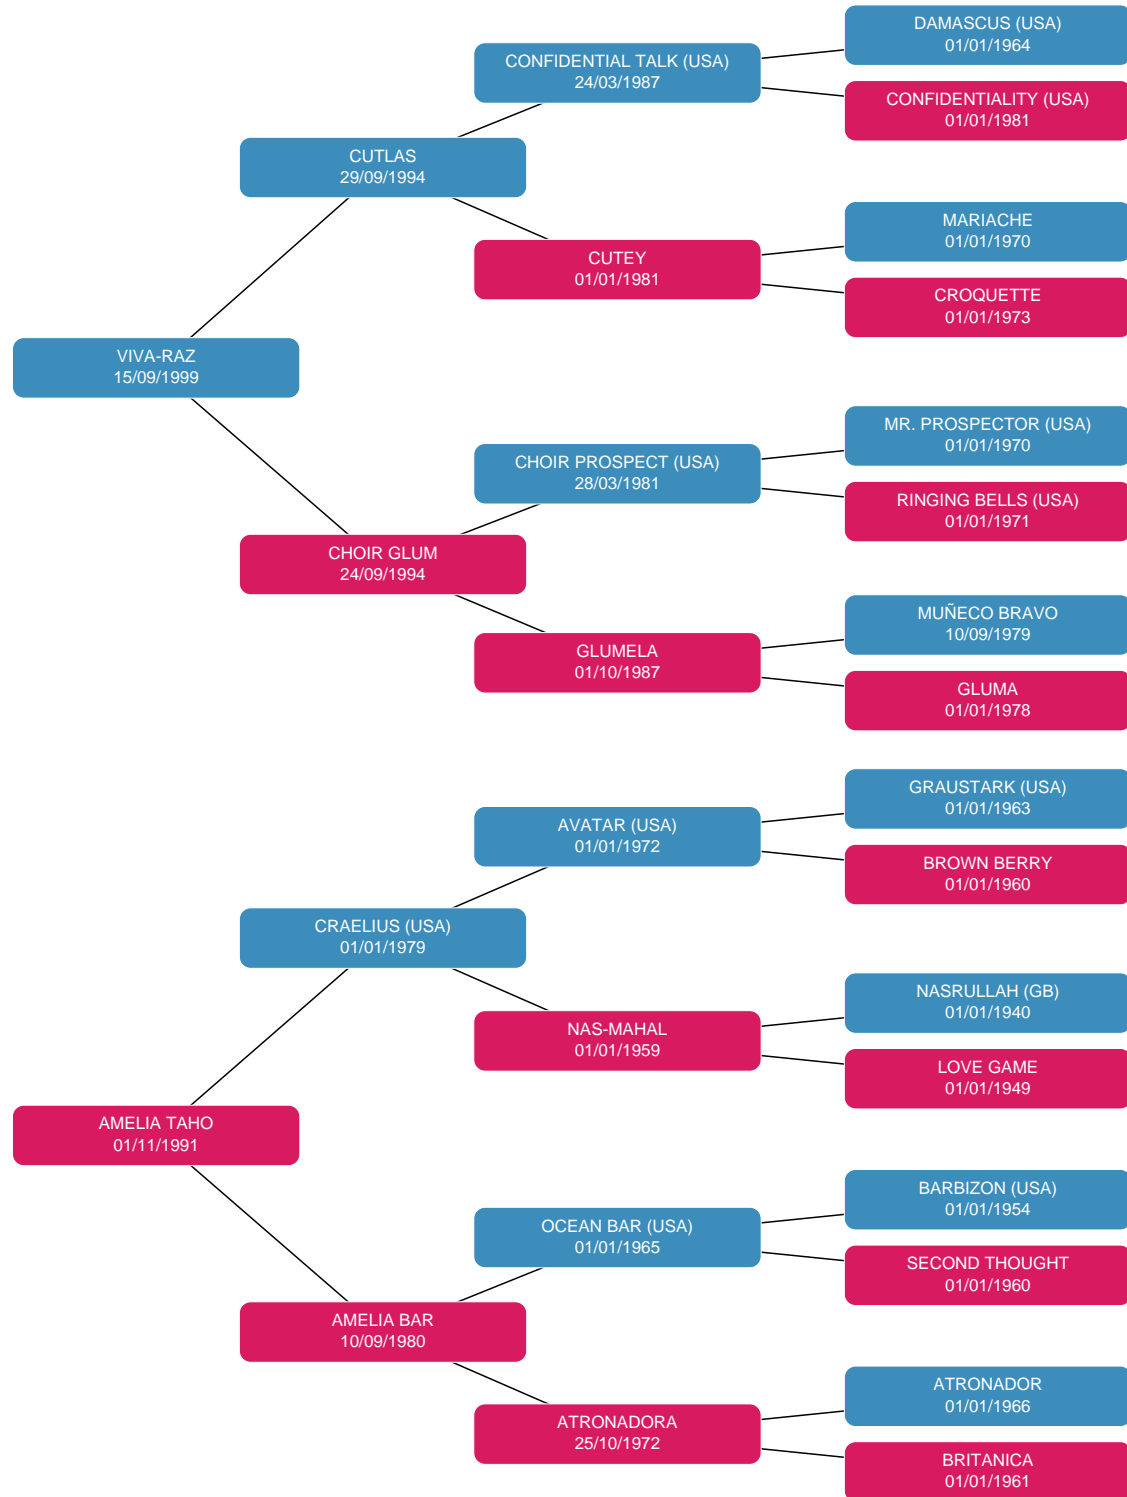 DAMASCUS (USA)
01/01/1964
CONFIDENTIAL TALK (USA)
24/03/1987
CONFIDENTIALITY (USA)
01/01/1981
CUTLAS
29/09/1994
MARIACHE
01/01/1970
CUTEY
01/01/1981
CROQUETTE
01/01/1973
VIVA-RAZ
15/09/1999
MR. PROSPECTOR (USA)
01/01/1970
CHOIR PROSPECT (USA)
28/03/1981
RINGING BELLS (USA)
01/01/1971
CHOIR GLUM
24/09/1994
MUÑECO BRAVO
10/09/1979
GLUMELA
01/10/1987
GLUMA
01/01/1978
GRAUSTARK (USA)
01/01/1963
AVATAR (USA)
01/01/1972
BROWN BERRY
01/01/1960
CRAELIUS (USA)
01/01/1979
NASRULLAH (GB)
01/01/1940
NAS-MAHAL
01/01/1959
LOVE GAME
01/01/1949
AMELIA TAHO
01/11/1991
BARBIZON (USA)
01/01/1954
OCEAN BAR (USA)
01/01/1965
SECOND THOUGHT
01/01/1960
AMELIA BAR
10/09/1980
ATRONADOR
01/01/1966
ATRONADORA
25/10/1972
BRITANICA
01/01/1961